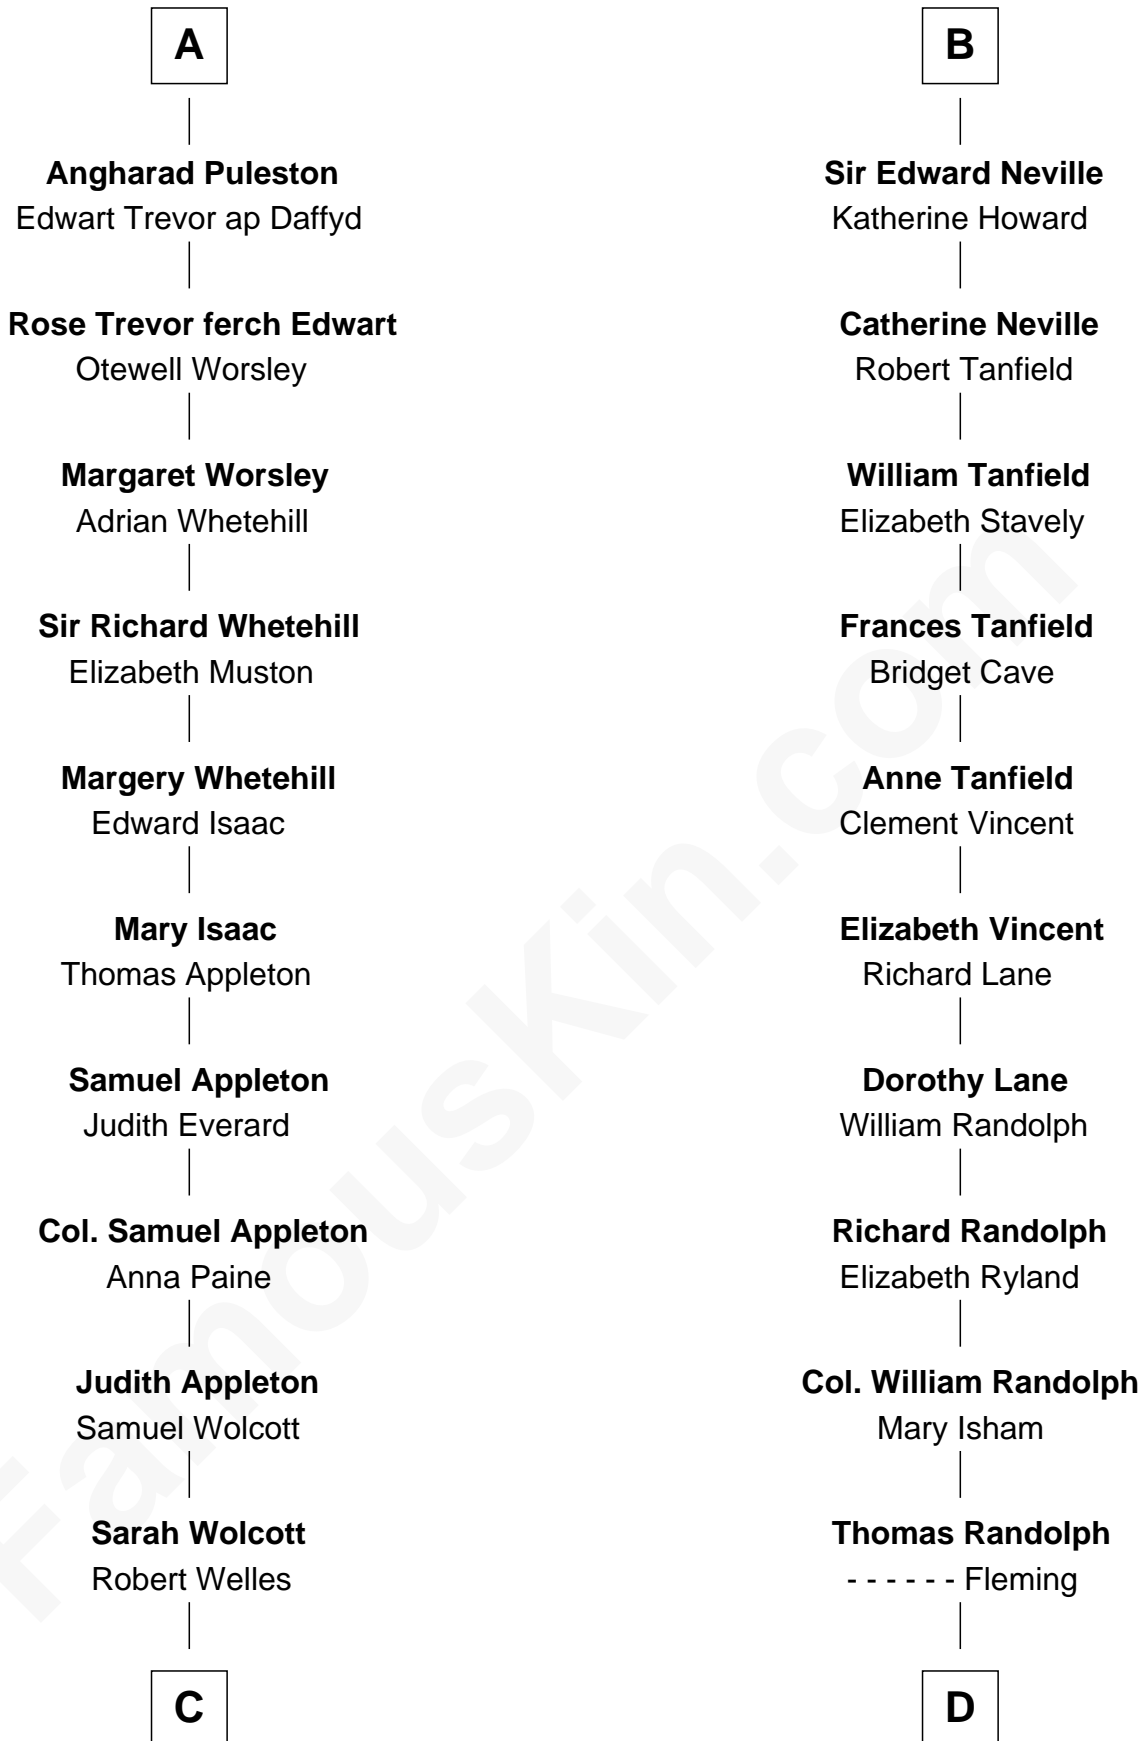 A
Angharad Puleston
Edwart Trevor ap Daffyd
Rose Trevor ferch Edwart
Otewell Worsley
Margaret Worsley
Adrian Whetehill
Sir Richard Whetehill
Elizabeth Muston
Margery Whetehill
Edward Isaac
Mary Isaac
Thomas Appleton
Samuel Appleton
Judith Everard
Col. Samuel Appleton
Anna Paine
Judith Appleton
Samuel Wolcott
Sarah Wolcott
Robert Welles
C
B
Sir Edward Neville
Katherine Howard
Catherine Neville
Robert Tanfield
William Tanfield
Elizabeth Stavely
Frances Tanfield
Bridget Cave
Anne Tanfield
Clement Vincent
Elizabeth Vincent
Richard Lane
Dorothy Lane
William Randolph
Richard Randolph
Elizabeth Ryland
Col. William Randolph
Mary Isham
Thomas Randolph
- - - - - - Fleming
D
FamousKin.com